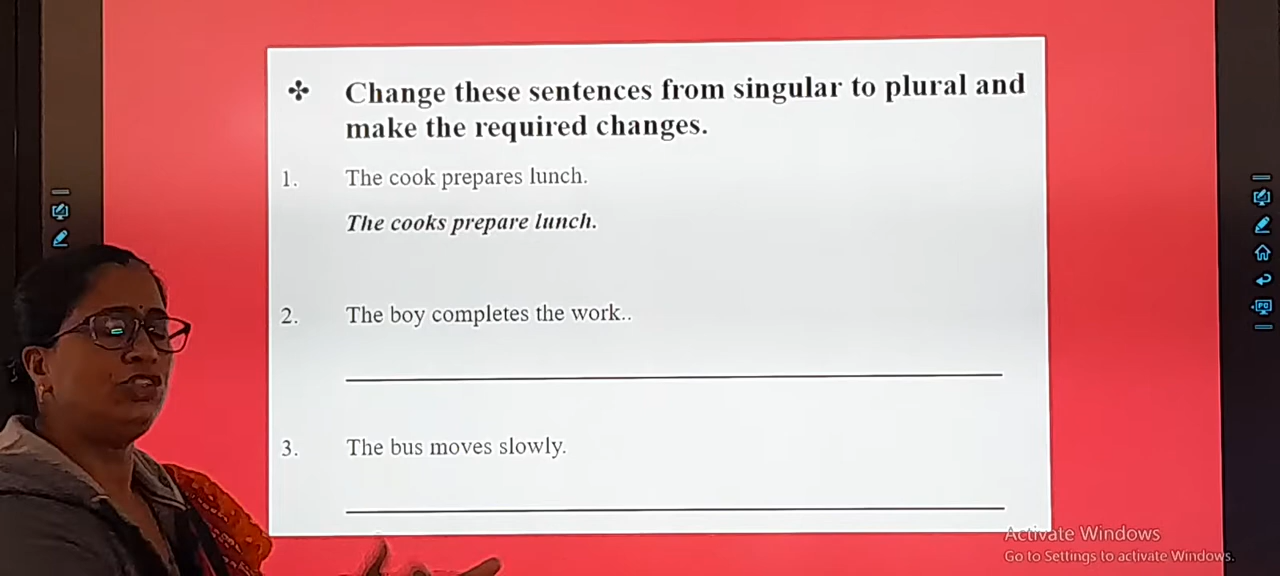 ✣ Change these sentences from singular to plural and
make the required changes.
1. The cook prepares lunch.
The cooks prepare lunch.
2. The boy completes the work..
3. The bus moves slowly.
Activate Windows
Go to Settings to activate Windows.